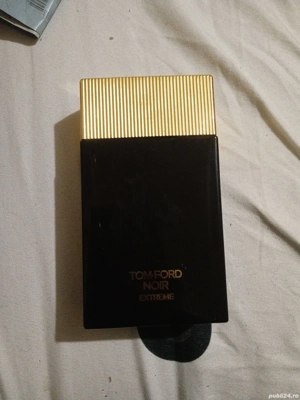 TOM FORD
NOIR
EXTREME
publi24.ro